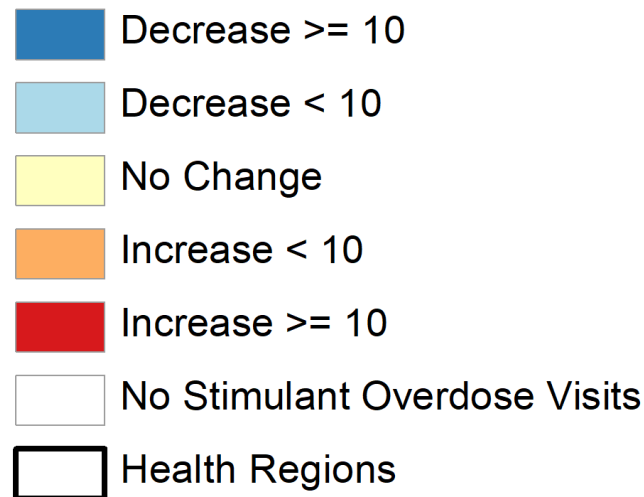 Decrease >= 10
Decrease < 10
No Change
Increase < 10
Increase >= 10
No Stimulant Overdose Visits
Health Regions